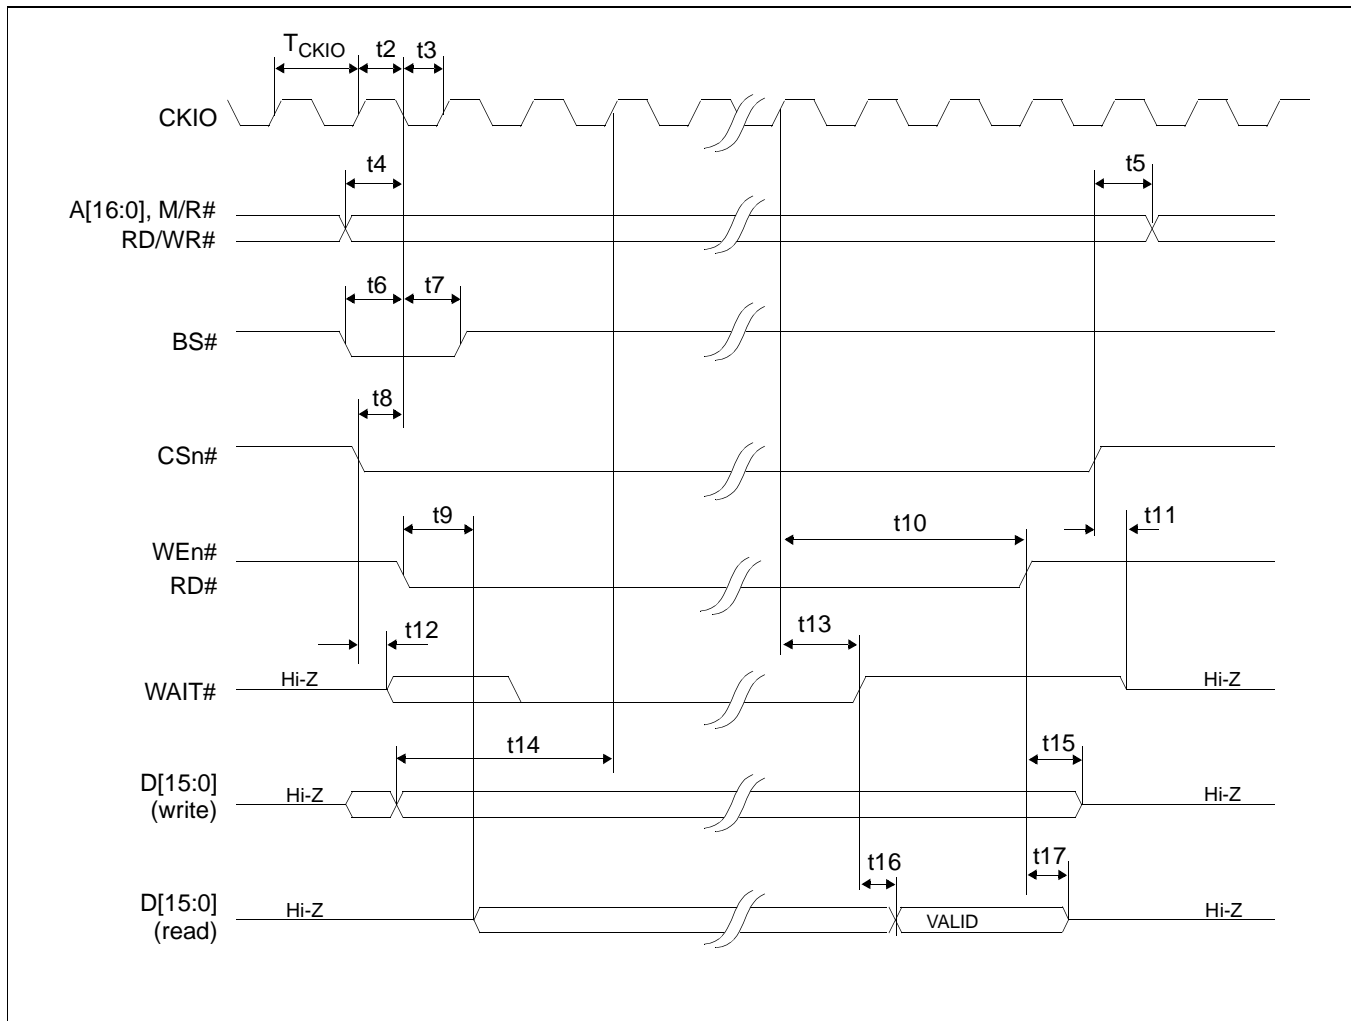 TCKIO t2 t3
CKIO
t4 t5
A[16:0], M/R#
RD/WR#
t6 t7
BS#
t8
CSn#
t9 t10 t11
WEn#
RD#
t12 t13
Hi-Z Hi-Z
WAIT#
t14 t15
D[15:0]
(write)
Hi-Z Hi-Z
t16 t17
D[15:0]
(read)
Hi-Z VALID Hi-Z